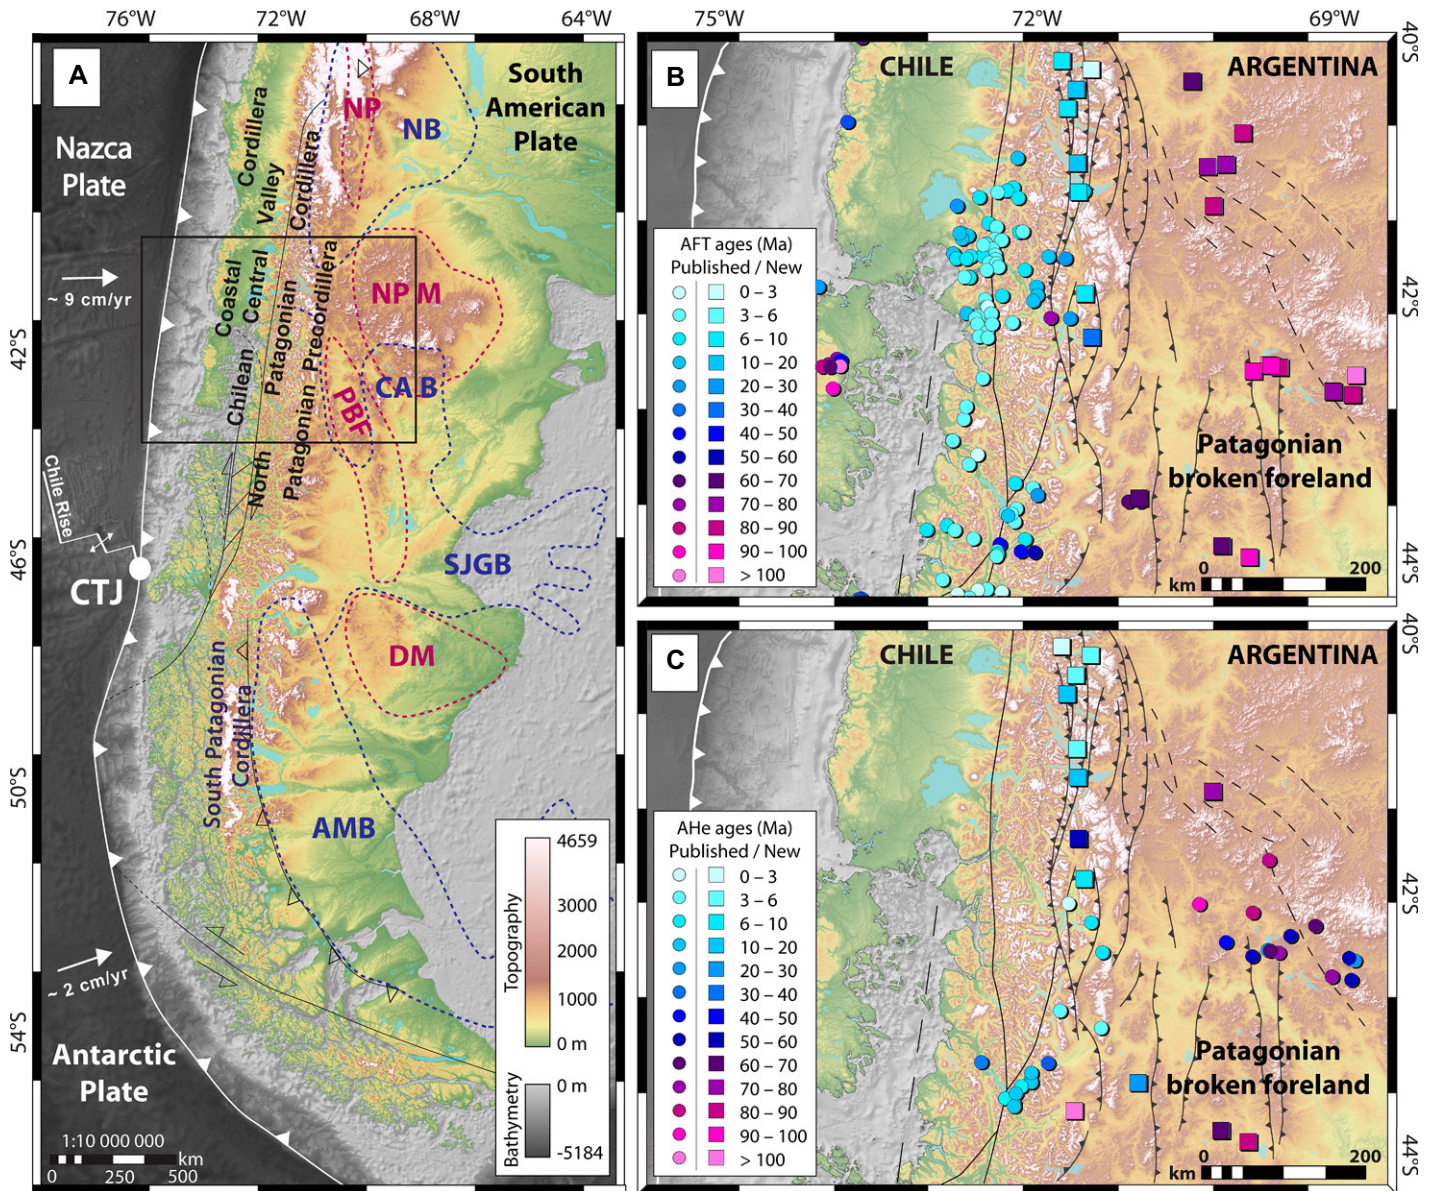 76°W 72°W 68°W 64°W
A
South
American
Plate
Nazca
Plate
NP
NB
Coastal Cordillera
Central Valley
Cordillera
North Patagonian
Patagonian Precordillera
Chilean
~ 9 cm/yr
NP M
CA B
PBF
42°S
46°S
50°S
54°S
Chile Rise
CTJ
SJGB
DM
South Patagonian
Cordillera
AMB
~ 2 cm/yr
Antarctic
Plate
1:10 000 000
km
0 250 500
Topography
4659
3000
2000
1000
0 m
Bathymetry
0 m
-5184
75°W 72°W 69°W
B
CHILE
ARGENTINA
40°S
42°S
44°S
AFT ages (Ma)
Published / New
0 – 3
3 – 6
6 – 10
10 – 20
20 – 30
30 – 40
40 – 50
50 – 60
60 – 70
70 – 80
80 – 90
90 – 100
> 100
Patagonian
broken foreland
0 200
km
C
CHILE
ARGENTINA
40°S
42°S
44°S
AHe ages (Ma)
Published / New
0 – 3
3 – 6
6 – 10
10 – 20
20 – 30
30 – 40
40 – 50
50 – 60
60 – 70
70 – 80
80 – 90
90 – 100
> 100
Patagonian
broken foreland
0 200
km